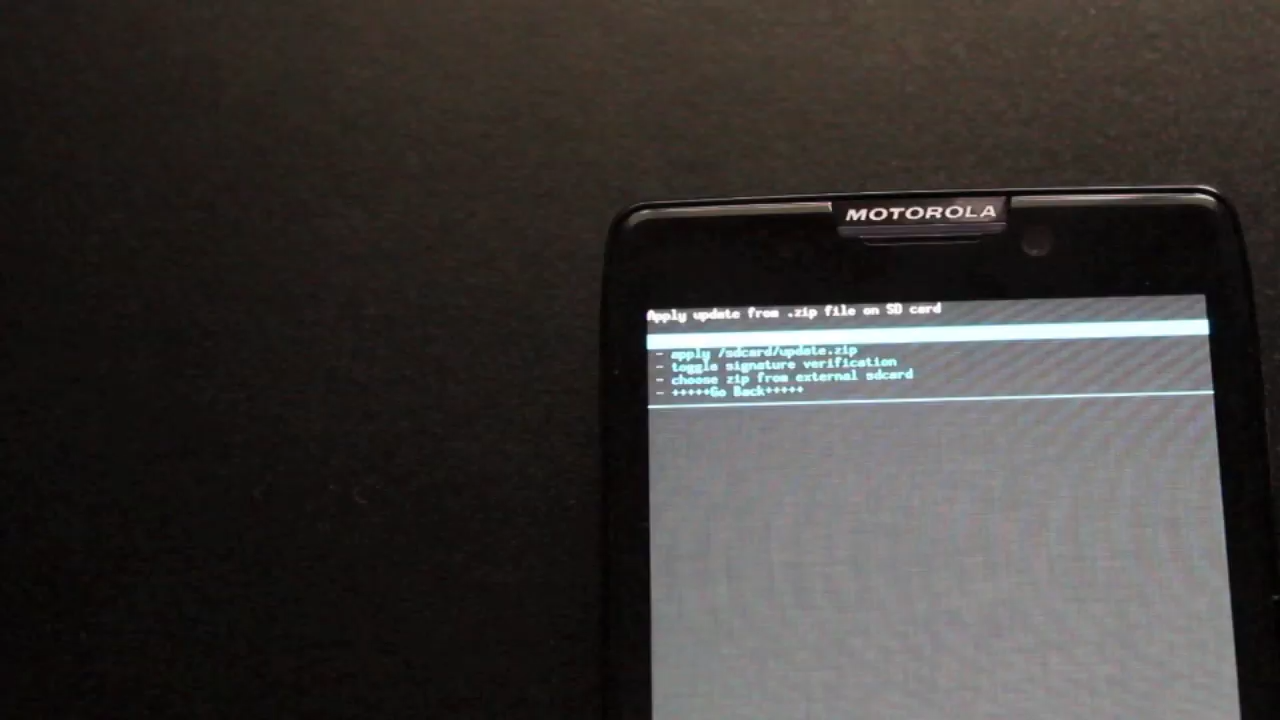 MOTOROLA
Apply update from .zip file on SD card
- apply /sdcard/update.zip
- toggle signature verification
- choose zip from external sdcard
- +++++Go Back+++++